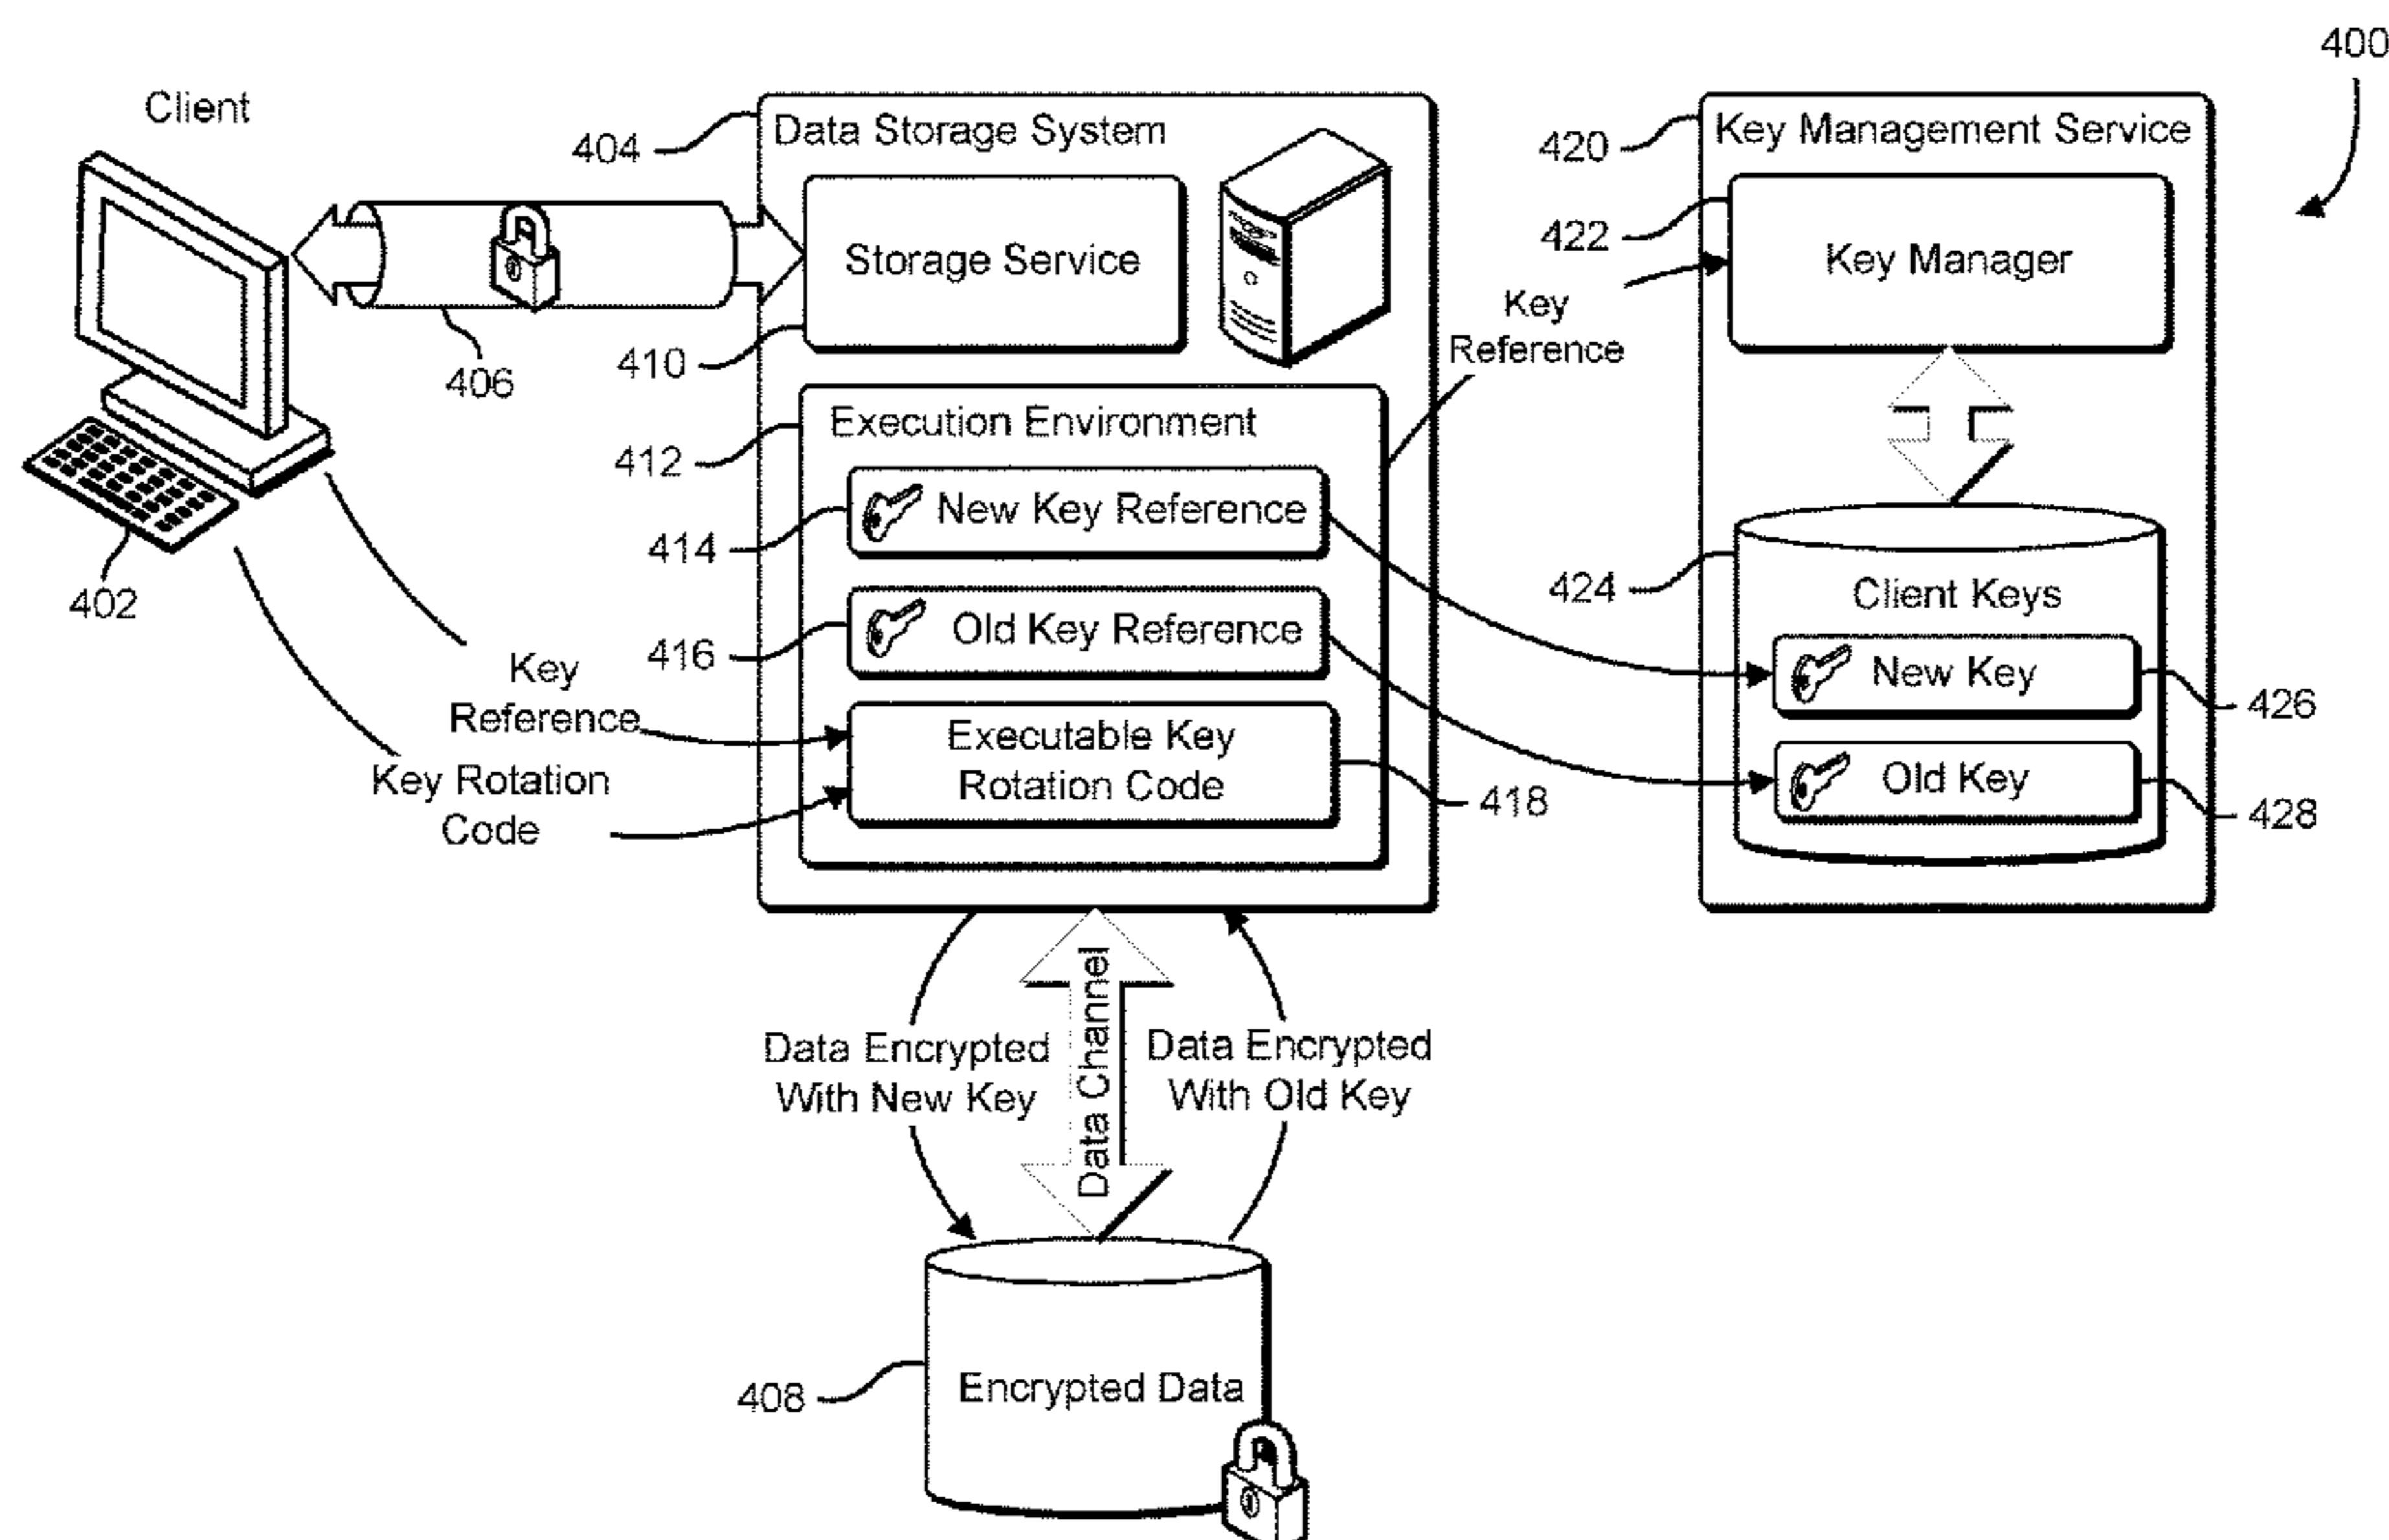 400
Client
404
Data Storage System
420
Key Management Service
Storage Service
422
Key Manager
Key
Reference
410
406
Execution Environment
412
New Key Reference
414
424
Client Keys
402
Old Key Reference
416
Key
Reference
New Key
426
Executable Key
Rotation Code
418
Key Rotation
Code
Old Key
428
Data Encrypted
With New Key
Data Channel
Data Encrypted
With Old Key
408
Encrypted Data